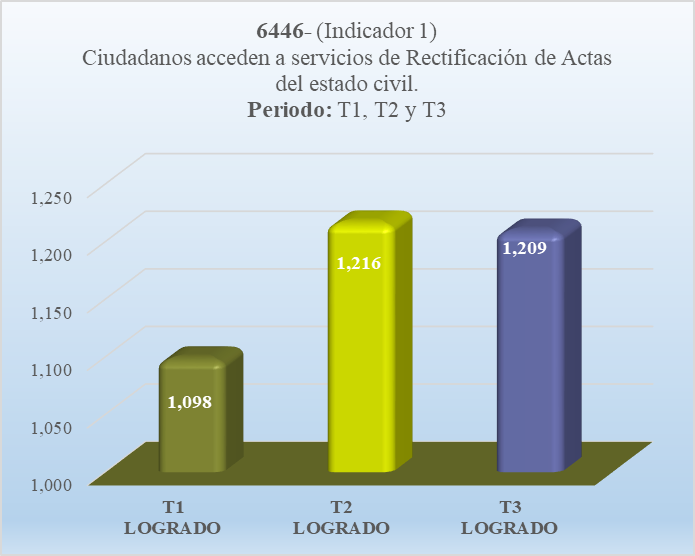 6446- (Indicador 1)
Ciudadanos acceden a servicios de Rectificación de Actas
del estado civil.
Periodo: T1, T2 y T3
1,250
1,200
1,150
1,100
1,050
1,000
1,098
1,216
1,209
T1
LOGRADO
T2
LOGRADO
T3
LOGRADO